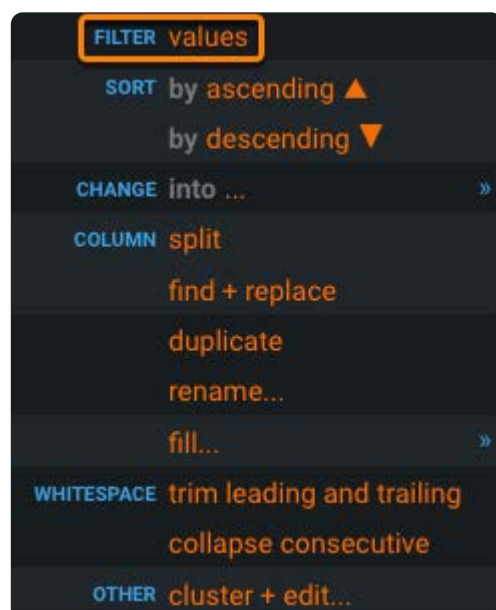 FILTER values
SORT by ascending ▲
by descending ▼
CHANGE into ... »
COLUMN split
find + replace
duplicate
rename...
fill... »
WHITESPACE trim leading and trailing
collapse consecutive
OTHER cluster + edit...